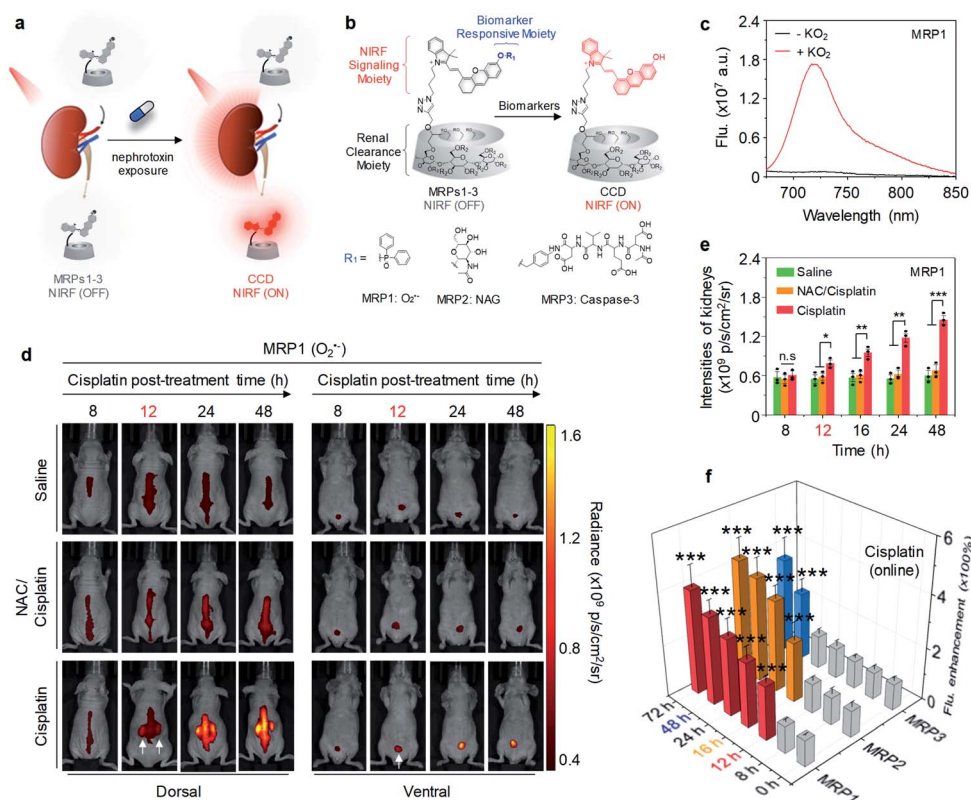 a
nephrotoxin
exposure
MRPs1-3
NIRF (OFF)
CCD
NIRF (ON)
b
Biomarker
Responsive Moiety
NIRF
Signaling
Moiety
O-R₁
OH
Biomarkers
Renal
Clearance
Moiety
MRPs1-3
NIRF (OFF)
CCD
NIRF (ON)
R₁ =
MRP1: O₂•⁻
MRP2: NAG
MRP3: Caspase-3
c
MRP1
- KO₂
+ KO₂
Flu. (x10⁷ a.u.)
2.4
1.8
1.2
0.6
0
700
750
800
850
Wavelength (nm)
d
MRP1 (O₂•⁻)
Cisplatin post-treatment time (h)
Cisplatin post-treatment time (h)
8 12 24 48
8 12 24 48
Saline
NAC/
Cisplatin
Cisplatin
Dorsal
Ventral
1.6
1.2
0.8
0.4
Radiance (x10⁹ p/s/cm²/sr)
e
MRP1
Saline
NAC/Cisplatin
Cisplatin
n.s
*
**
**
***
Intensities of kidneys
(x10⁹ p/s/cm²/sr)
2.4
1.8
1.2
0.6
0
8 12 16 24 48
Time (h)
f
Cisplatin
(online)
***
***
***
***
***
***
***
***
***
***
***
6
4
2
0
Flu. enhancement (x100%)
72 h
48 h
24 h
16 h
12 h
8 h
0 h
MRP1
MRP2
MRP3